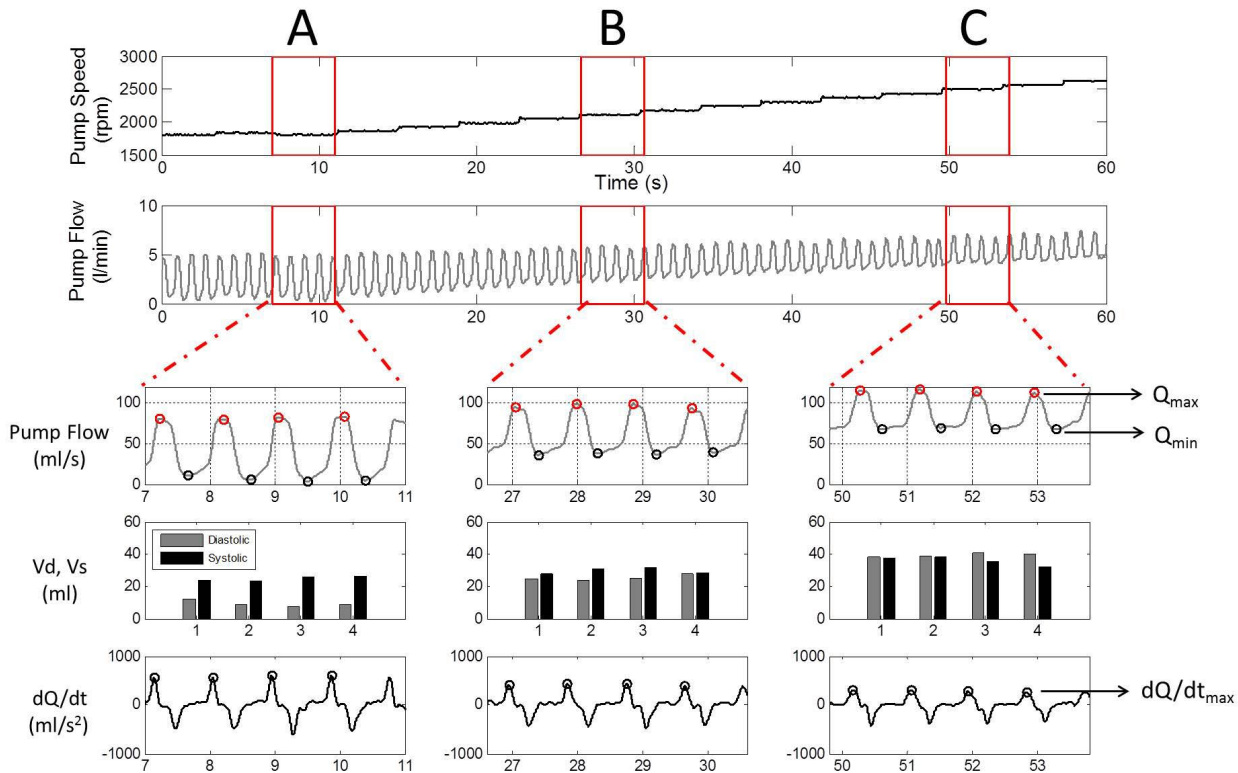 A B C
Pump Speed
(rpm)
3000
2500
2000
1500
0 10 20 30 40 50 60
Time (s)
Pump Flow
(l/min)
10
5
0
0 10 20 30 40 50 60
Pump Flow
(ml/s)
100
50
0
7 8 9 10 11
100
50
0
27 28 29 30
100
50
0
50 51 52 53
Qmax
Qmin
Vd, Vs
(ml)
60
40
20
0
Diastolic
Systolic
1 2 3 4
60
40
20
0
1 2 3 4
60
40
20
0
1 2 3 4
dQ/dt
(ml/s²)
1000
0
-1000
7 8 9 10 11
1000
0
-1000
27 28 29 30
1000
0
-1000
50 51 52 53
dQ/dtmax